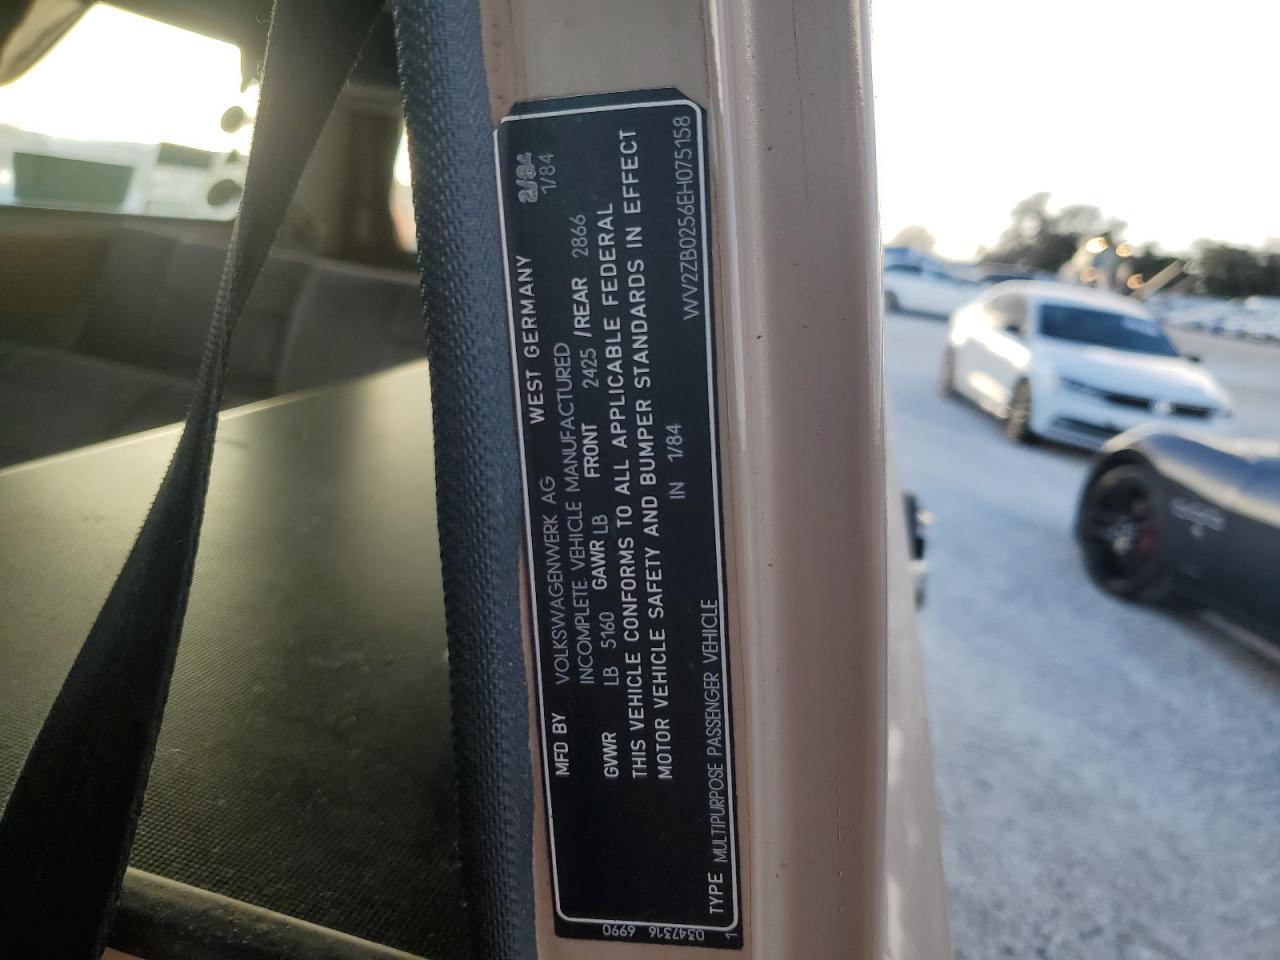 MFD BY VOLKSWAGENWERK AG WEST GERMANY 2/84
INCOMPLETE VEHICLE MANUFACTURED 1/84
GVWR LB 5160 GAWR LB FRONT 2425 /REAR 2866
THIS VEHICLE CONFORMS TO ALL APPLICABLE FEDERAL
MOTOR VEHICLE SAFETY AND BUMPER STANDARDS IN EFFECT
IN 1/84
WV2ZB0256EH075158
TYPE MULTIPURPOSE PASSENGER VEHICLE
0347316 6990
1